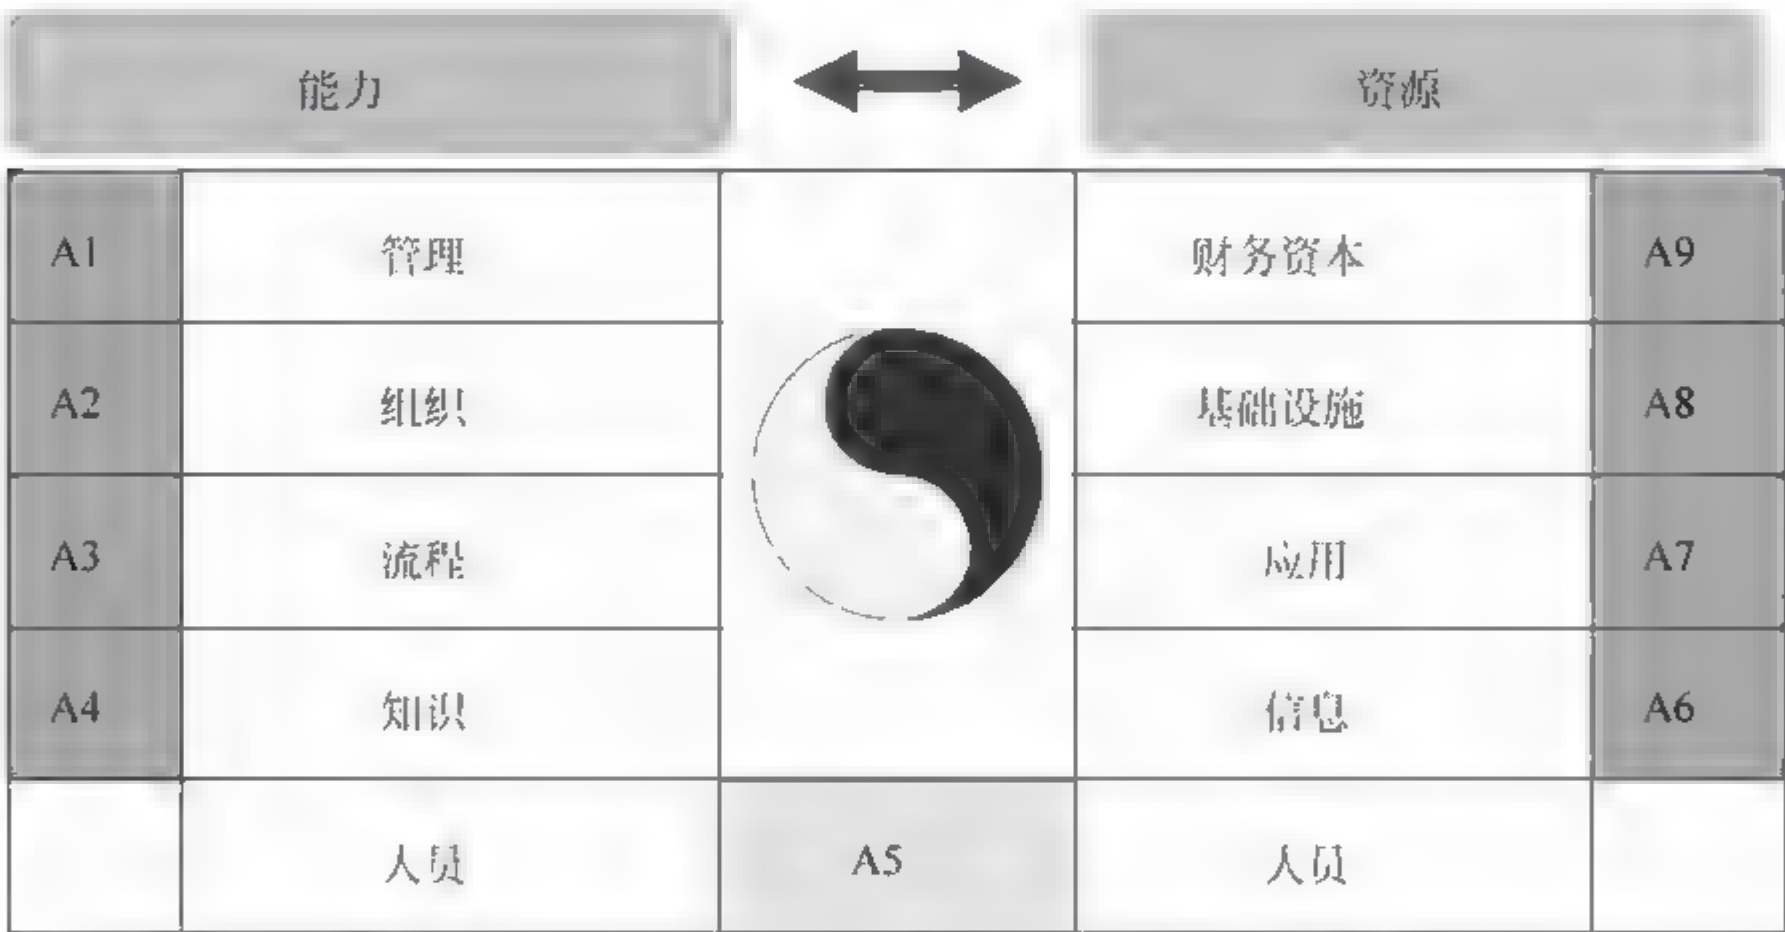 能力 资源
A1 管理 财务资本 A9
A2 组织 基础设施 A8
A3 流程 应用 A7
A4 知识 信息 A6
人员 A5 人员